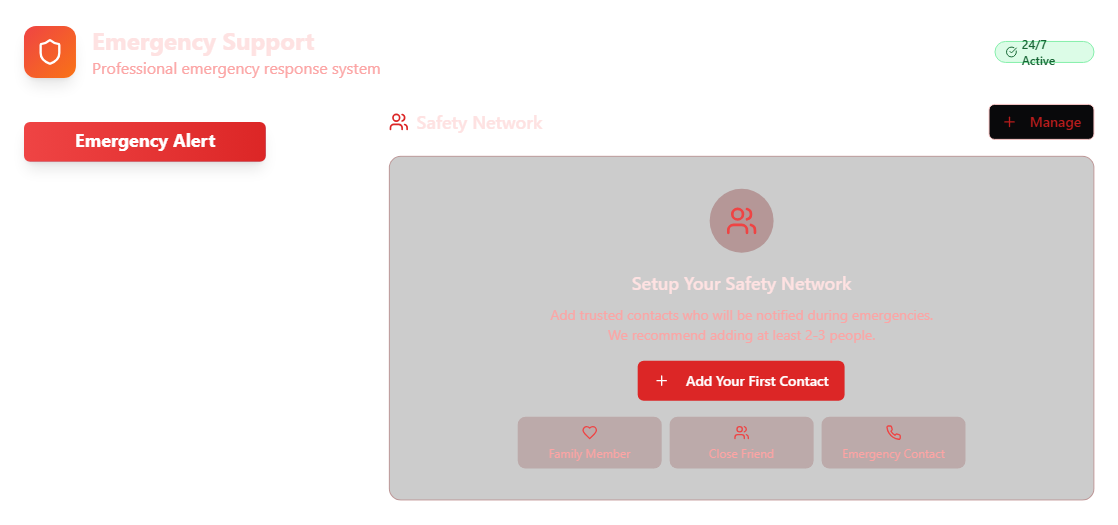 Emergency Support
Professional emergency response system
24/7
Active
Emergency Alert
Safety Network
Manage
Setup Your Safety Network
Add trusted contacts who will be notified during emergencies.
We recommend adding at least 2-3 people.
Add Your First Contact
Family Member
Close Friend
Emergency Contact